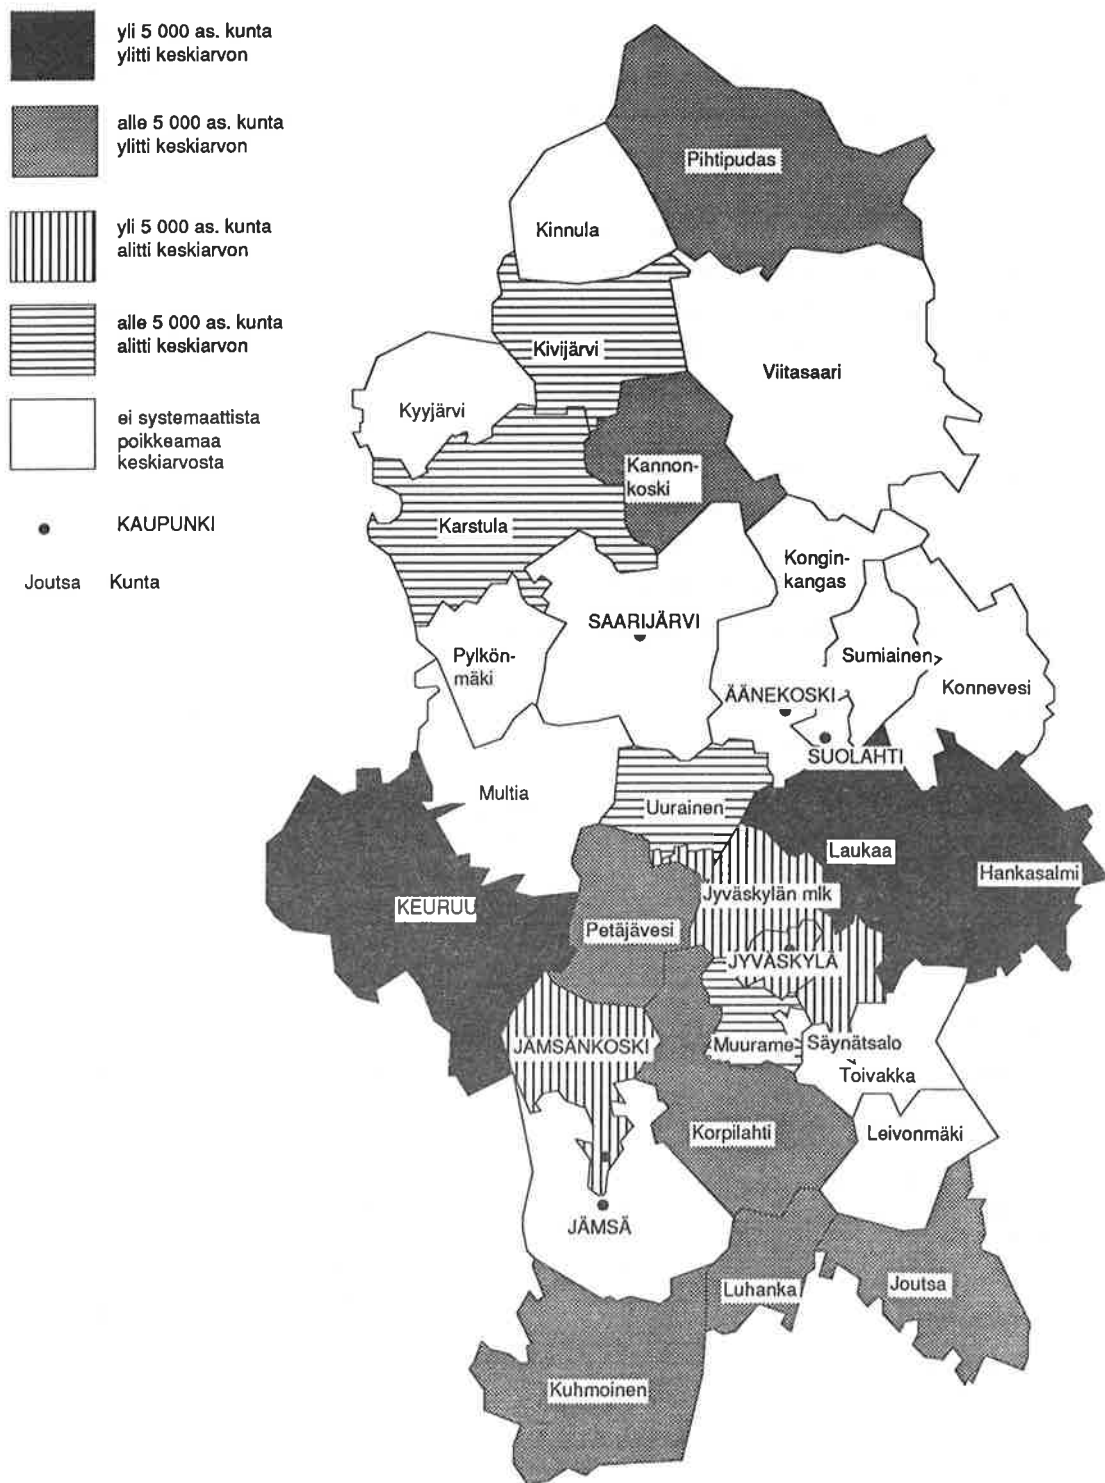 yli 5 000 as. kunta
ylitti keskiarvon
alle 5 000 as. kunta
ylitti keskiarvon
yli 5 000 as. kunta
alitti keskiarvon
alle 5 000 as. kunta
alitti keskiarvon
ei systemaattista
poikkeamaa
keskiarvosta
KAUPUNKI
Joutsa Kunta
Pihtipudas
Kinnula
Kivijärvi
Viitasaari
Kyyjärvi
Kannon-
koski
Karstula
Kongin-
kangas
SAARIJÄRVI
Pylkön-
mäki
Sumiainen
Konnevesi
ÄÄNEKOSKI
SUOLAHTI
Multia
Uurainen
Laukaa
Hankasalmi
Jyväskylän mlk
KEURUU
Petäjävesi
JYVÄSKYLÄ
JÄMSÄNKOSKI
Muurame
Säynätsalo
Toivakka
Korpilahti
Leivonmäki
JÄMSÄ
Luhanka
Joutsa
Kuhmoinen